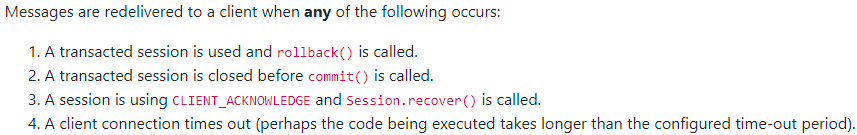 Messages are redelivered to a client when any of the following occurs:
1. A transacted session is used and rollback() is called.
2. A transacted session is closed before commit() is called.
3. A session is using CLIENT_ACKNOWLEDGE and Session.recover() is called.
4. A client connection times out (perhaps the code being executed takes longer than the configured time-out period).